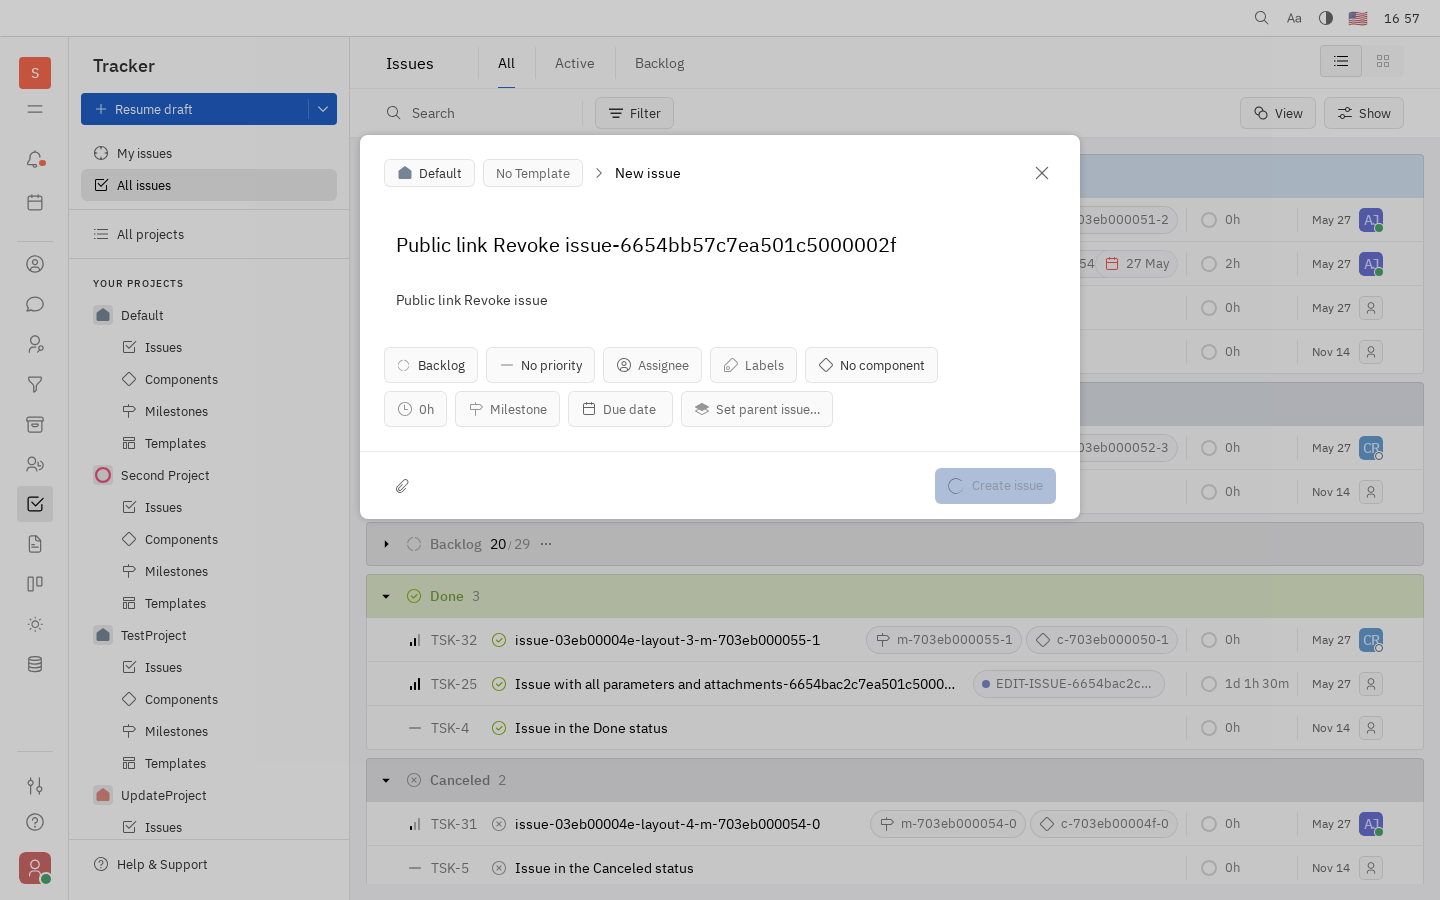 Aa 16 57
S
Tracker
Resume draft
My issues
All issues
All projects
YOUR PROJECTS
Default
Issues
Components
Milestones
Templates
Second Project
Issues
Components
Milestones
Templates
TestProject
Issues
Components
Milestones
Templates
UpdateProject
Issues
Help & Support
Issues All Active Backlog
Search Filter View Show
Default No Template New issue
Public link Revoke issue-6654bb57c7ea501c5000002f
Public link Revoke issue
Backlog No priority Assignee Labels No component
0h Milestone Due date Set parent issue...
Create issue
03eb000051-2 0h May 27 AJ
54 27 May 2h May 27 AJ
0h May 27
0h Nov 14
03eb000052-3 0h May 27 CR
0h Nov 14
Backlog 20/29 ...
Done 3
TSK-32 issue-03eb00004e-layout-3-m-703eb000055-1 m-703eb000055-1 c-703eb000050-1 0h May 27 CR
TSK-25 Issue with all parameters and attachments-6654bac2c7ea501c5000... EDIT-ISSUE-6654bac2c... 1d 1h 30m May 27
TSK-4 Issue in the Done status 0h Nov 14
Canceled 2
TSK-31 issue-03eb00004e-layout-4-m-703eb000054-0 m-703eb000054-0 c-703eb00004f-0 0h May 27 AJ
TSK-5 Issue in the Canceled status 0h Nov 14